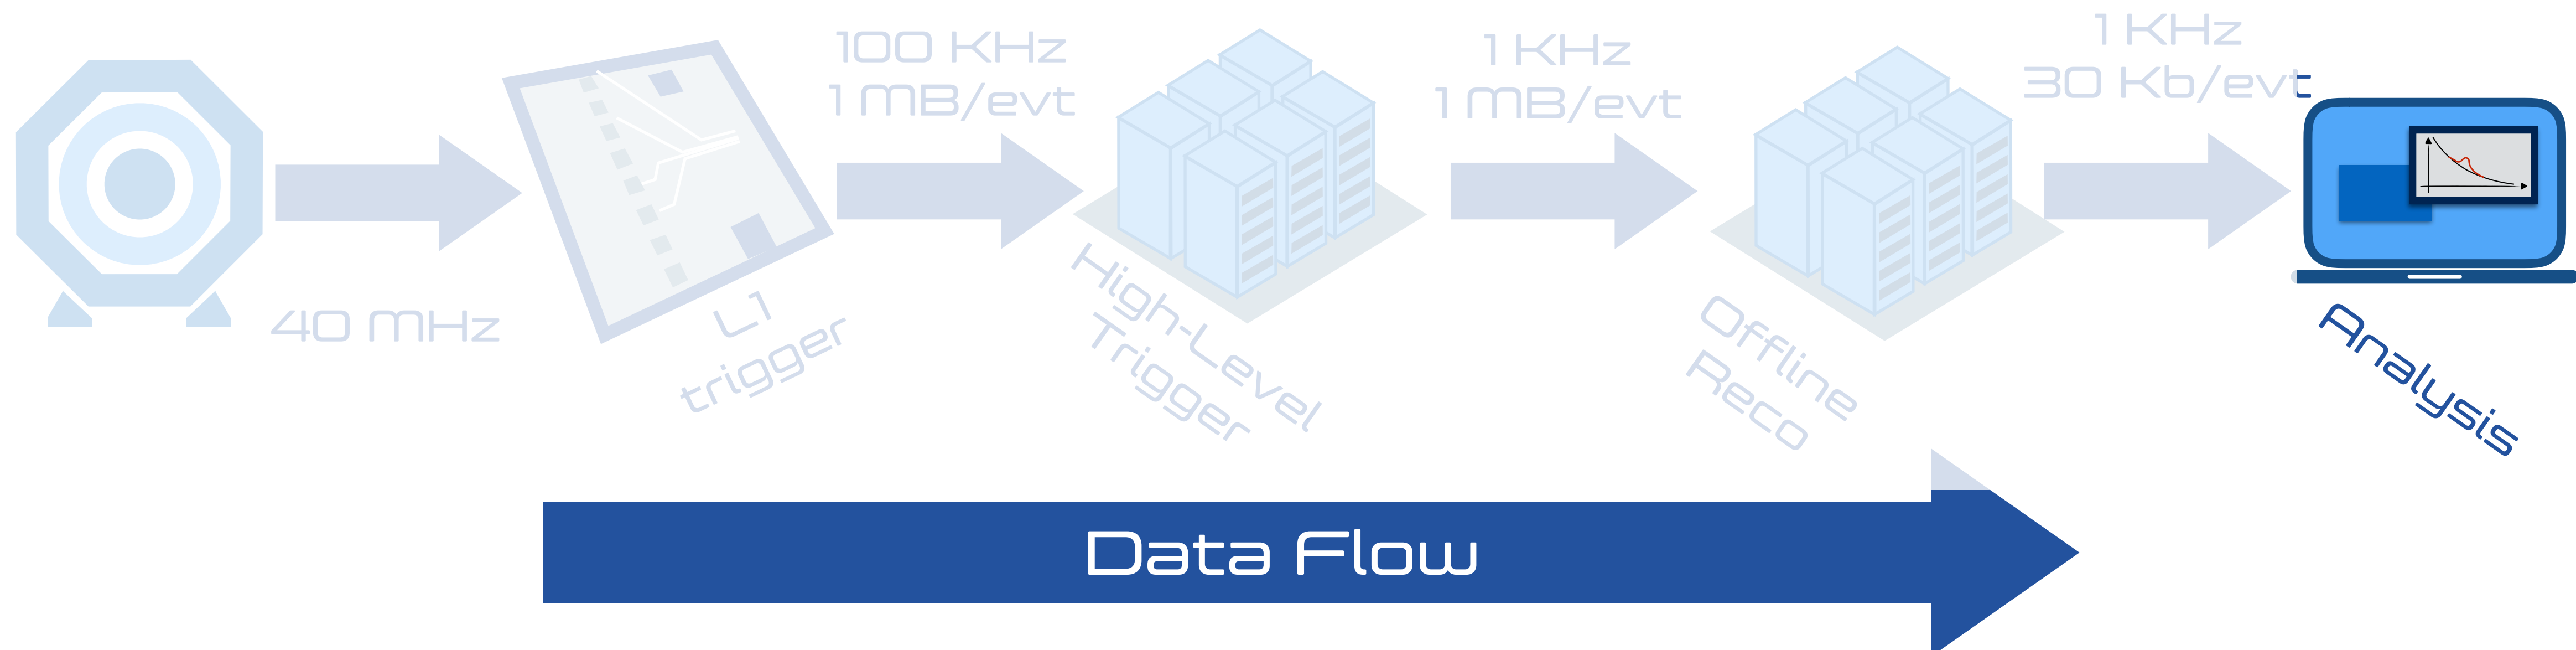 40 MHz
L1
trigger
100 KHz
1 MB/evt
High-Level
Trigger
1 KHz
1 MB/evt
Offline
Reco
1 KHz
30 Kb/evt
Analysis
Data Flow